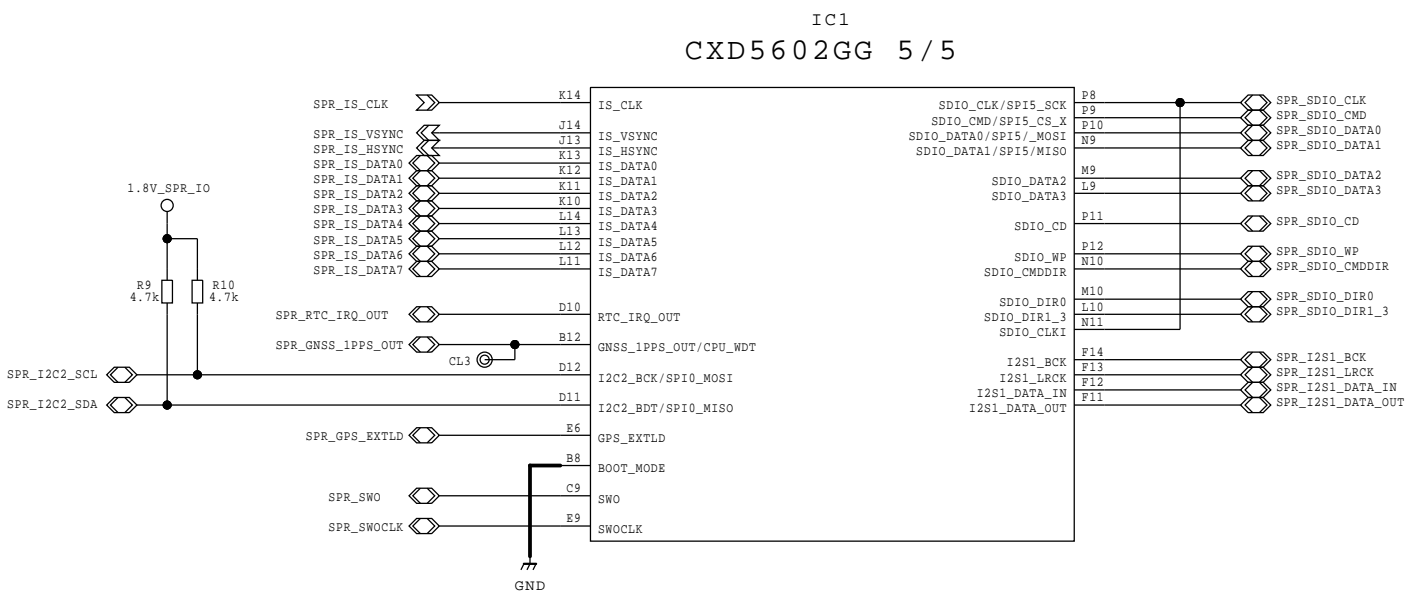 IC1
CXD5602GG 5/5
SPR_IS_CLK K14 IS_CLK
SPR_IS_VSYNC J14 IS_VSYNC
SPR_IS_HSYNC J13 IS_HSYNC
SPR_IS_DATA0 K13 IS_DATA0
SPR_IS_DATA1 K12 IS_DATA1
SPR_IS_DATA2 K11 IS_DATA2
SPR_IS_DATA3 K10 IS_DATA3
SPR_IS_DATA4 L14 IS_DATA4
SPR_IS_DATA5 L13 IS_DATA5
SPR_IS_DATA6 L12 IS_DATA6
SPR_IS_DATA7 L11 IS_DATA7
1.8V_SPR_IO
R9
4.7k
R10
4.7k
SPR_RTC_IRQ_OUT D10 RTC_IRQ_OUT
SPR_GNSS_1PPS_OUT B12 GNSS_1PPS_OUT/CPU_WDT
CL3
SPR_I2C2_SCL D12 I2C2_BCK/SPI0_MOSI
SPR_I2C2_SDA D11 I2C2_BDT/SPI0_MISO
SPR_GPS_EXTLD E6 GPS_EXTLD
B8 BOOT_MODE
SPR_SWO C9 SWO
SPR_SWOCLK E9 SWOCLK
GND
SDIO_CLK/SPI5_SCK P8 SPR_SDIO_CLK
SDIO_CMD/SPI5_CS_X P9 SPR_SDIO_CMD
SDIO_DATA0/SPI5/_MOSI P10 SPR_SDIO_DATA0
SDIO_DATA1/SPI5/MISO N9 SPR_SDIO_DATA1
SDIO_DATA2 M9 SPR_SDIO_DATA2
SDIO_DATA3 L9 SPR_SDIO_DATA3
SDIO_CD P11 SPR_SDIO_CD
SDIO_WP P12 SPR_SDIO_WP
SDIO_CMDDIR N10 SPR_SDIO_CMDDIR
SDIO_DIR0 M10 SPR_SDIO_DIR0
SDIO_DIR1_3 L10 SPR_SDIO_DIR1_3
SDIO_CLKI N11
I2S1_BCK F14 SPR_I2S1_BCK
I2S1_LRCK F13 SPR_I2S1_LRCK
I2S1_DATA_IN F12 SPR_I2S1_DATA_IN
I2S1_DATA_OUT F11 SPR_I2S1_DATA_OUT